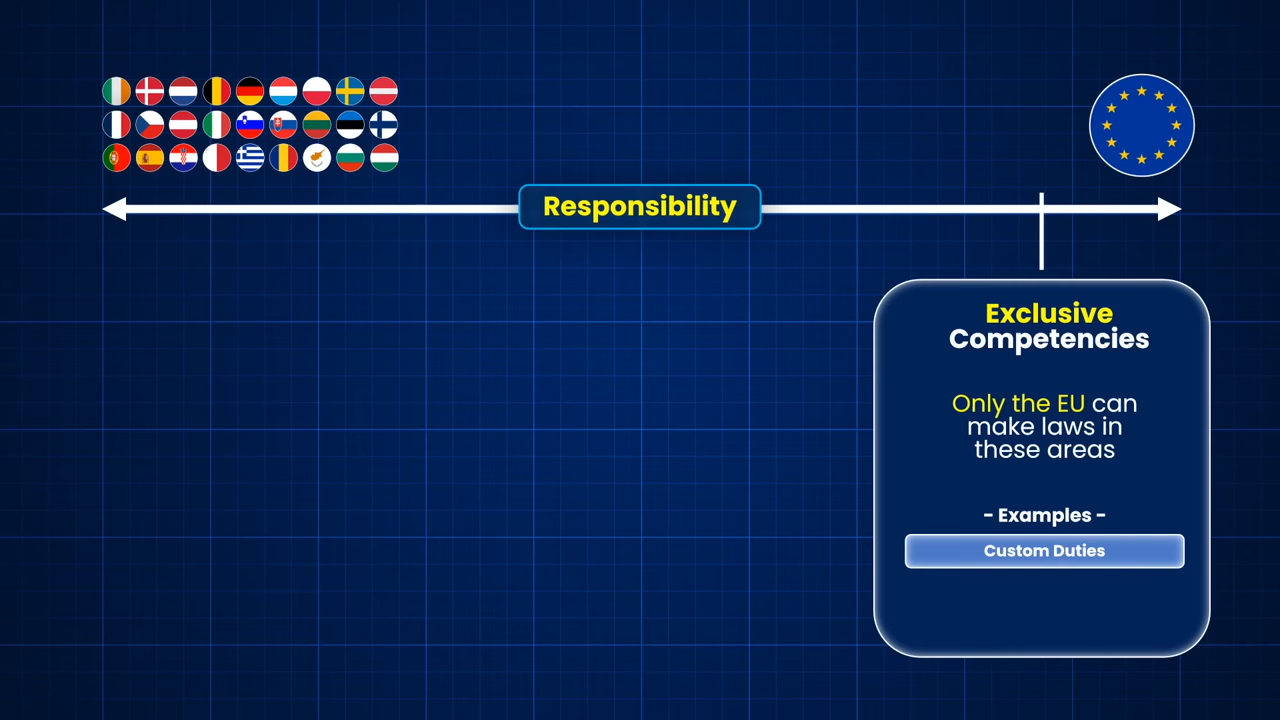 Responsibility
Exclusive
Competencies
Only the EU can
make laws in
these areas
- Examples -
Custom Duties